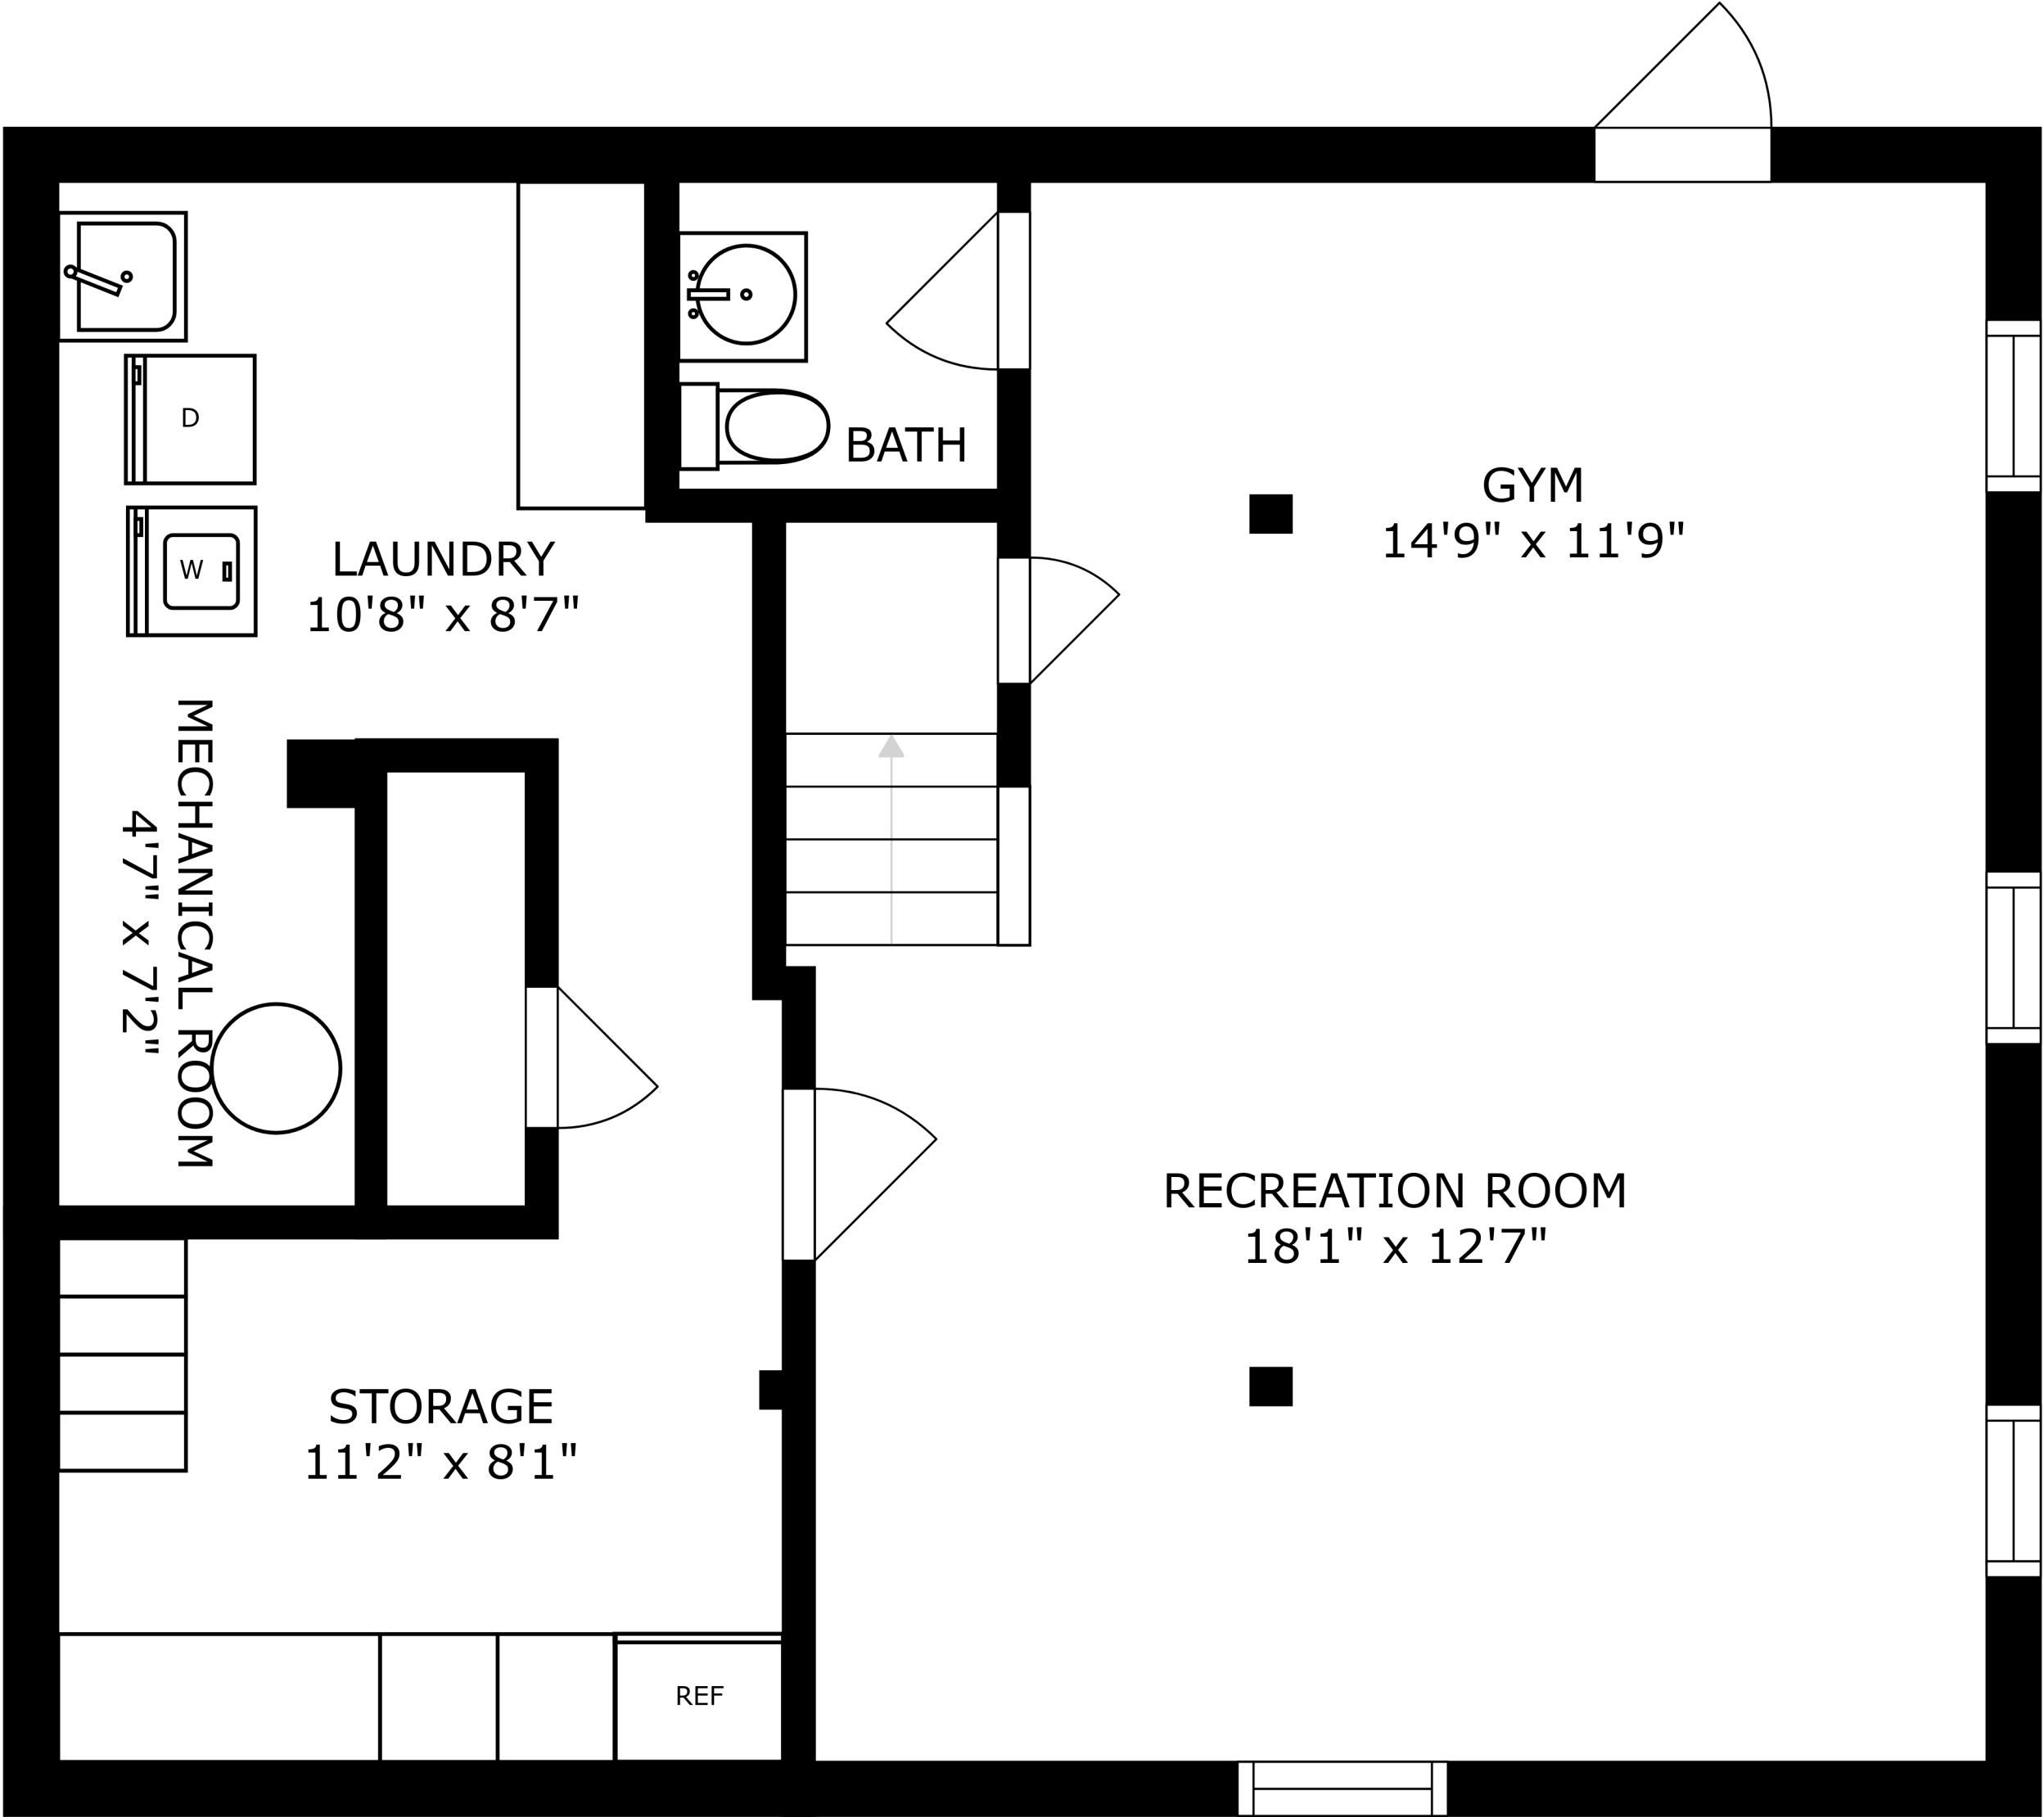 D
W
LAUNDRY
10'8" x 8'7"
BATH
GYM
14'9" x 11'9"
MECHANICAL ROOM
4'7" x 7'2"
RECREATION ROOM
18'1" x 12'7"
STORAGE
11'2" x 8'1"
REF